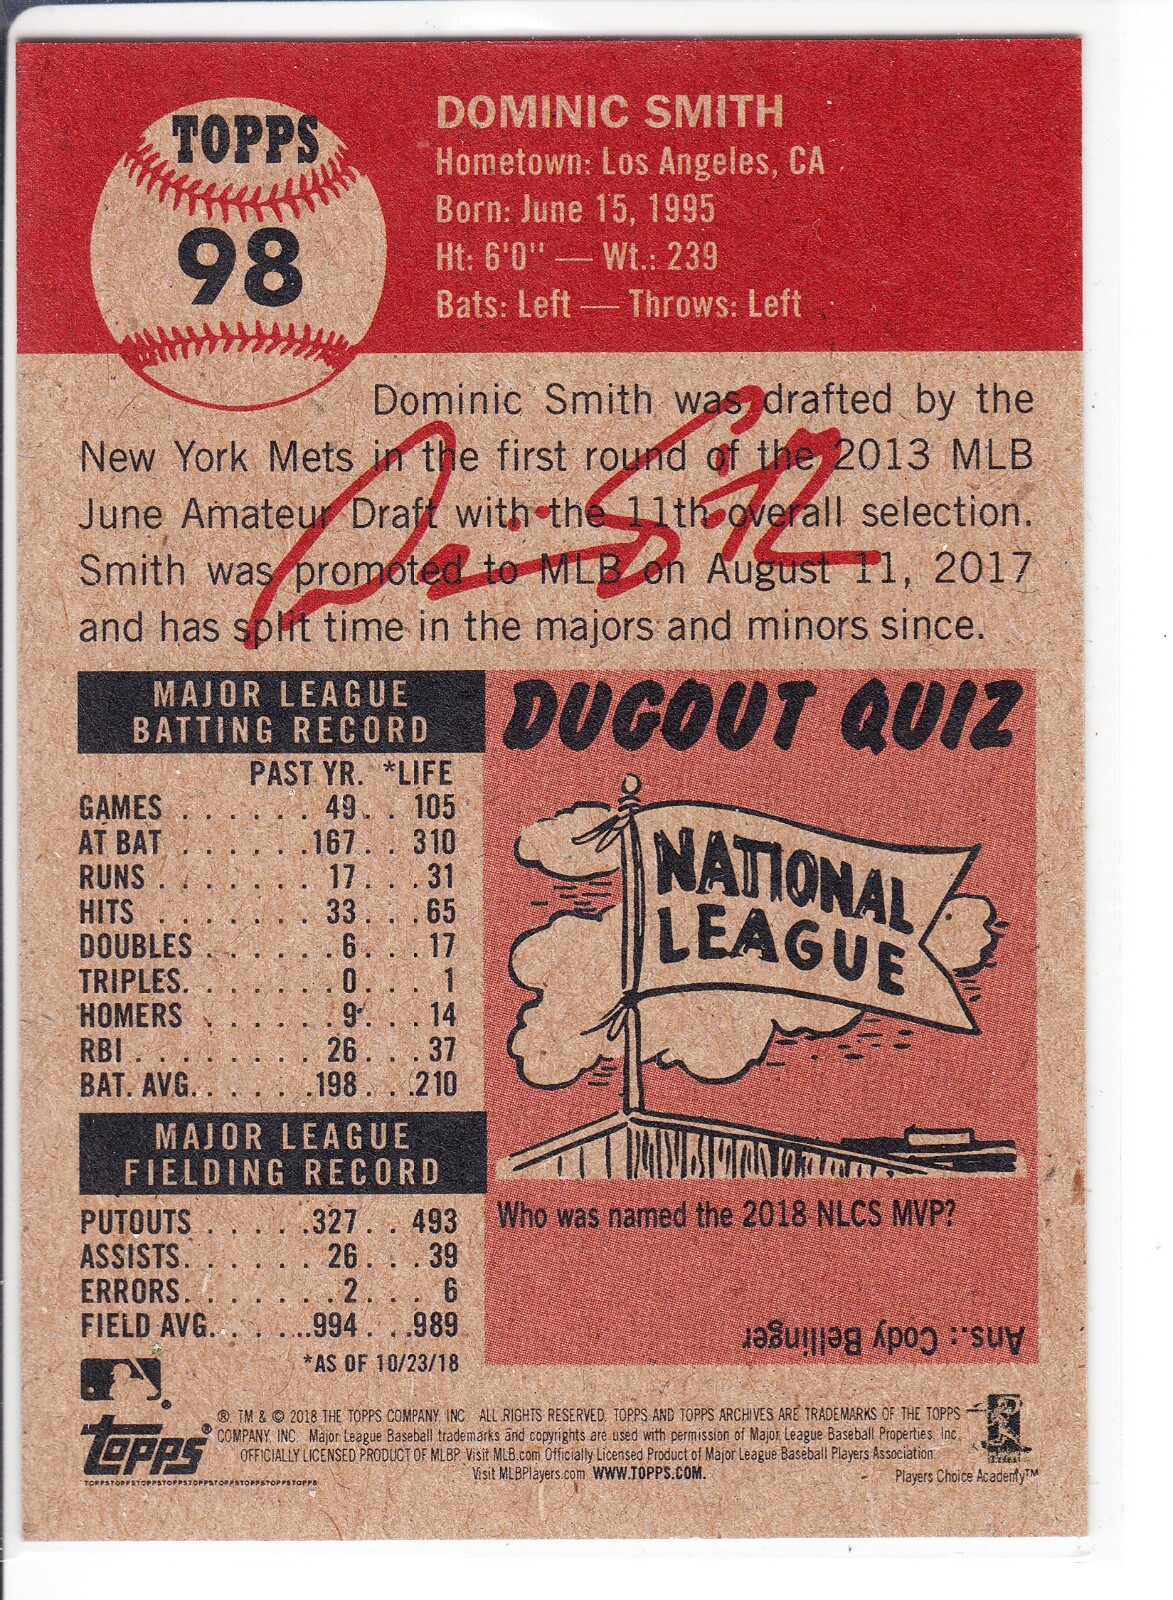 TOPPS
98
DOMINIC SMITH
Hometown: Los Angeles, CA
Born: June 15, 1995
Ht: 6'0" — Wt.: 239
Bats: Left — Throws: Left
Dominic Smith was drafted by the
New York Mets in the first round of the 2013 MLB
June Amateur Draft with the 11th overall selection.
Smith was promoted to MLB on August 11, 2017
and has split time in the majors and minors since.
MAJOR LEAGUE
BATTING RECORD
PAST YR. *LIFE
GAMES . . . . . . 49 . . 105
AT BAT . . . . . . 167 . . 310
RUNS . . . . . . . 17 . . . 31
HITS . . . . . . . 33 . . . 65
DOUBLES . . . . . . 6 . . . 17
TRIPLES. . . . . . . 0 . . . 1
HOMERS . . . . . . 9 . . . 14
RBI . . . . . . . . 26 . . . 37
BAT. AVG. . . . . . .198 . . .210
MAJOR LEAGUE
FIELDING RECORD
PUTOUTS . . . . . .327 . . 493
ASSISTS. . . . . . . 26 . . . 39
ERRORS. . . . . . . 2 . . . 6
FIELD AVG. . . . . ..994 . . .989
*AS OF 10/23/18
DUGOUT QUIZ
NATIONAL
LEAGUE
Who was named the 2018 NLCS MVP?
Ans.: Cody Bellinger
topps®
TOPPSTOPPSTOPPSTOPPSTOPPSTOPPSTOPPSTOPPSTOPPS
®, TM & © 2018 THE TOPPS COMPANY, INC. ALL RIGHTS RESERVED. TOPPS AND TOPPS ARCHIVES ARE TRADEMARKS OF THE TOPPS
COMPANY, INC. Major League Baseball trademarks and copyrights are used with permission of Major League Baseball Properties, Inc.
OFFICIALLY LICENSED PRODUCT OF MLBP Visit MLB.com Officially Licensed Product of Major League Baseball Players Association.
Visit MLBPlayers.com WWW.TOPPS.COM.
Players Choice Academy™